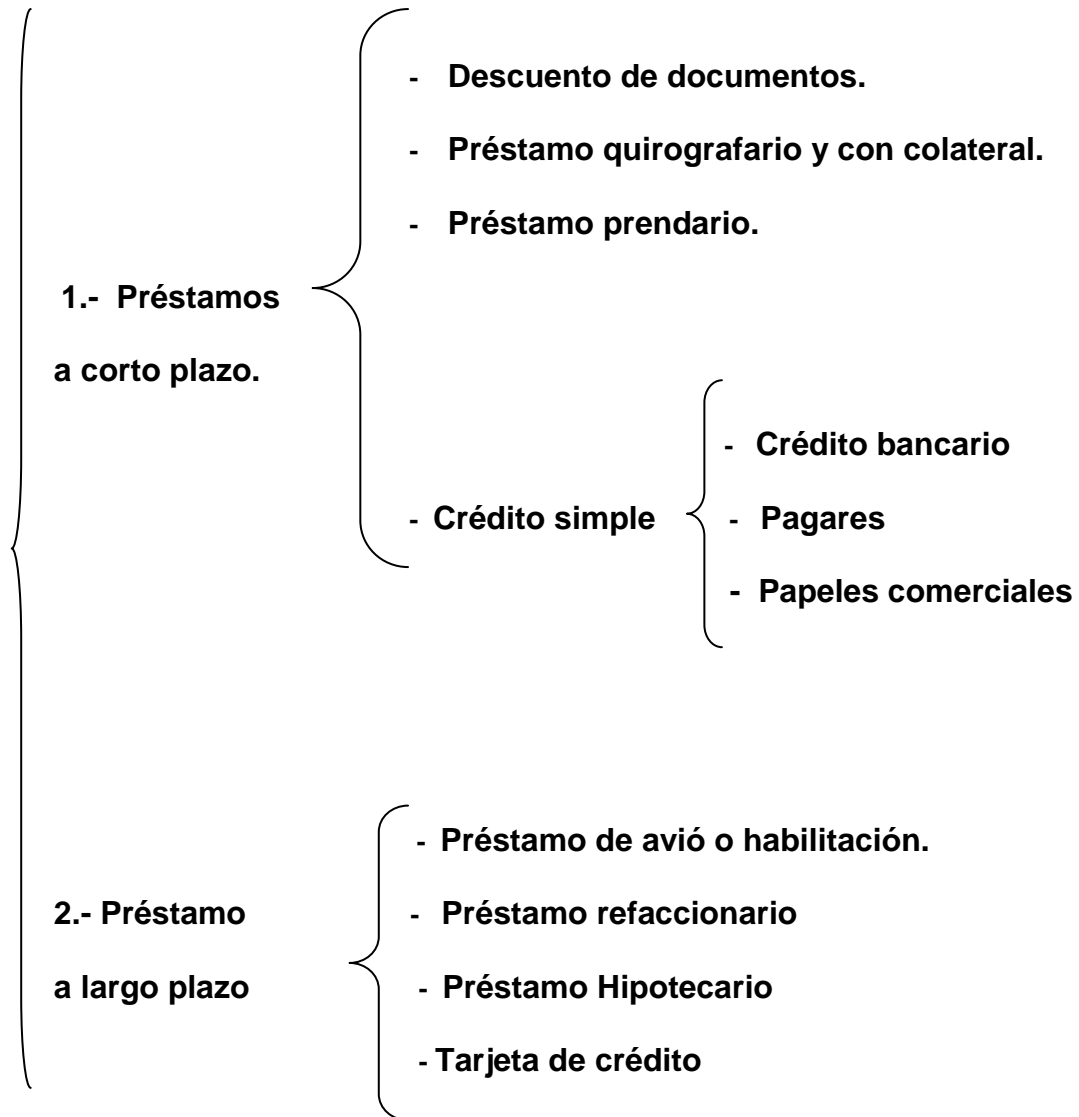 - Descuento de documentos.
- Préstamo quirografario y con colateral.
- Préstamo prendario.
1.- Préstamos
a corto plazo.
- Crédito bancario
- Crédito simple
- Pagares
- Papeles comerciales
- Préstamo de avió o habilitación.
2.- Préstamo
- Préstamo refaccionario
a largo plazo
- Préstamo Hipotecario
- Tarjeta de crédito